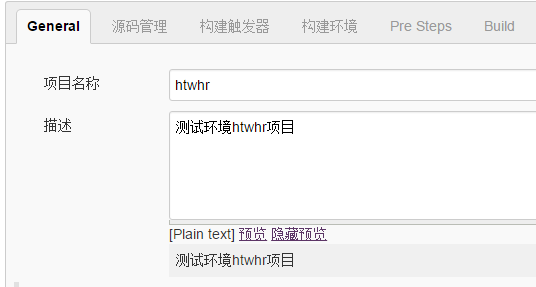 General 源码管理 构建触发器 构建环境 Pre Steps Build
项目名称 htwhr
描述 测试环境htwhr项目
[Plain text] 预览 隐藏预览
测试环境htwhr项目